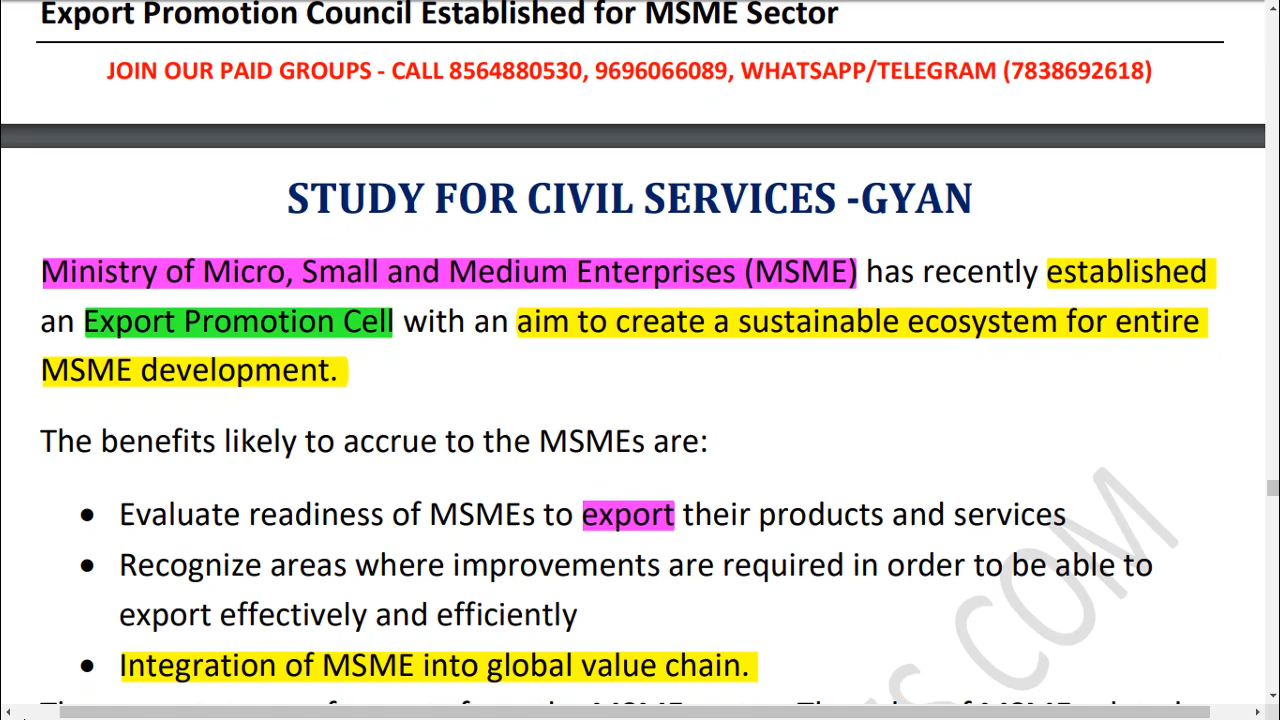 Export Promotion Council Established for MSME Sector
JOIN OUR PAID GROUPS - CALL 8564880530, 9696066089, WHATSAPP/TELEGRAM (7838692618)
STUDY FOR CIVIL SERVICES -GYAN
Ministry of Micro, Small and Medium Enterprises (MSME) has recently established
an Export Promotion Cell with an aim to create a sustainable ecosystem for entire
MSME development.
The benefits likely to accrue to the MSMEs are:
• Evaluate readiness of MSMEs to export their products and services
• Recognize areas where improvements are required in order to be able to
export effectively and efficiently
• Integration of MSME into global value chain.